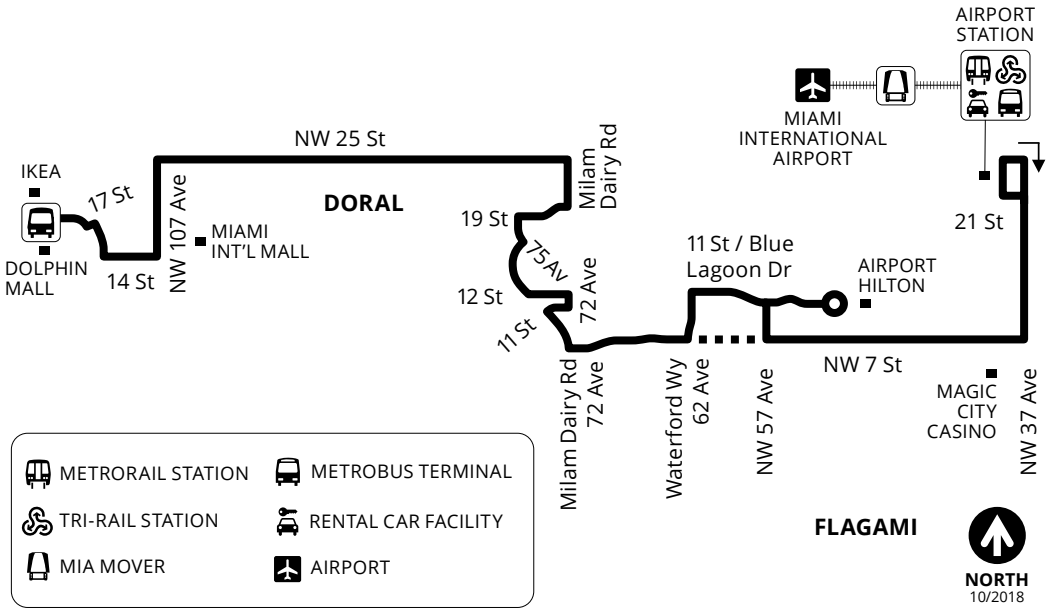 AIRPORT
STATION
MIAMI
INTERNATIONAL
AIRPORT
NW 25 St
Milam
Dairy Rd
IKEA
17 St
DORAL
NW 107 Ave
MIAMI
INT'L MALL
19 St
21 St
DOLPHIN
MALL
14 St
75 Av
11 St / Blue
Lagoon Dr
AIRPORT
HILTON
12 St
72 Ave
11 St
NW 7 St
Milam Dairy Rd
72 Ave
Waterford Wy
62 Ave
NW 57 Ave
MAGIC
CITY
CASINO
NW 37 Ave
METRORAIL STATION
METROBUS TERMINAL
TRI-RAIL STATION
RENTAL CAR FACILITY
MIA MOVER
AIRPORT
FLAGAMI
NORTH
10/2018